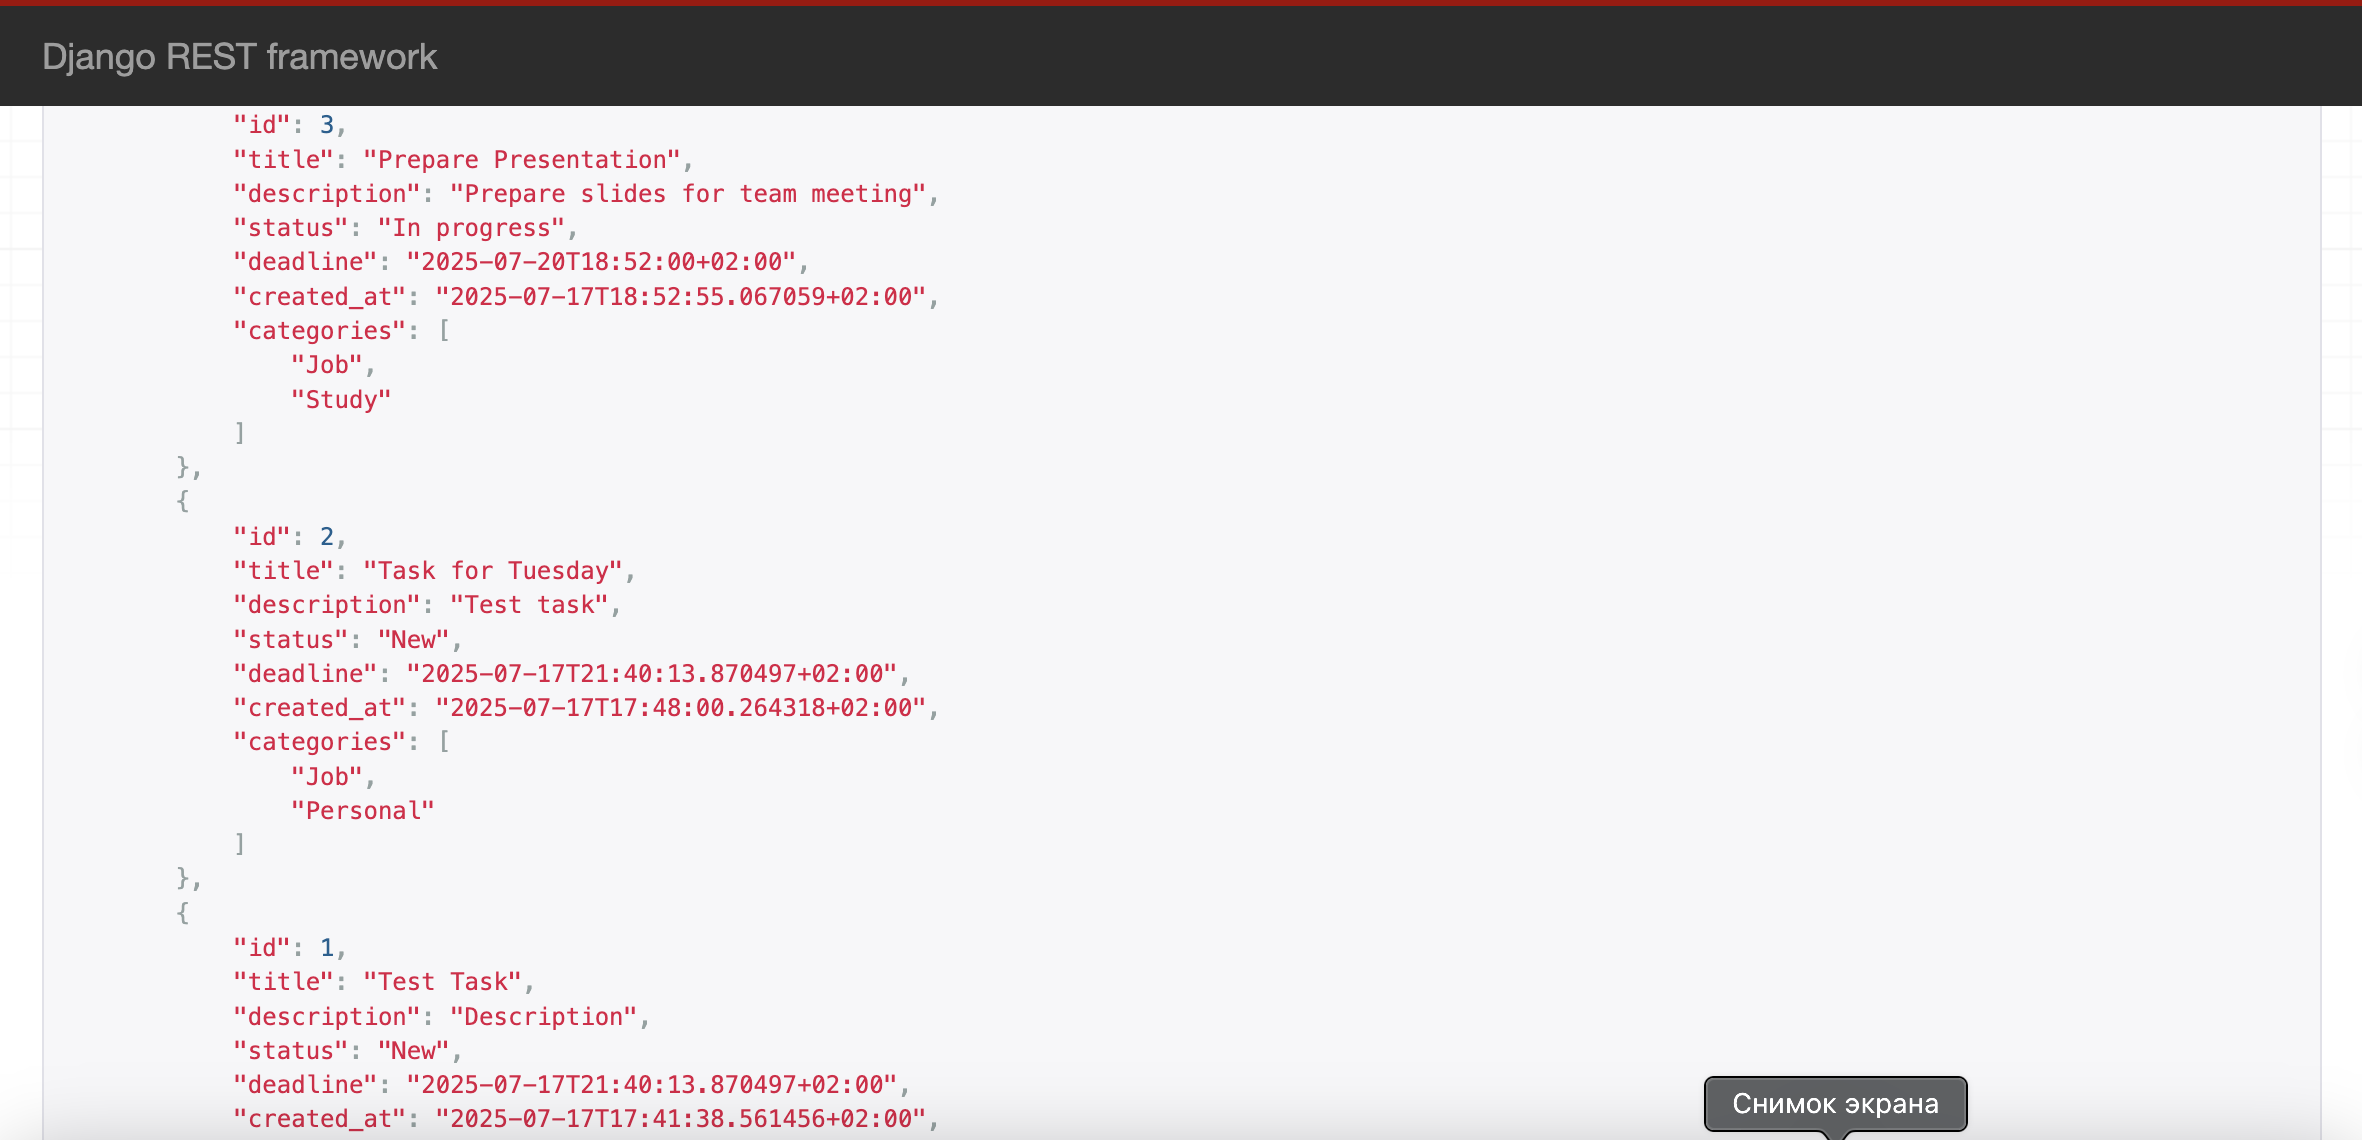 Django REST framework
"id": 3,
"title": "Prepare Presentation",
"description": "Prepare slides for team meeting",
"status": "In progress",
"deadline": "2025-07-20T18:52:00+02:00",
"created_at": "2025-07-17T18:52:55.067059+02:00",
"categories": [
"Job",
"Study"
]
},
{
"id": 2,
"title": "Task for Tuesday",
"description": "Test task",
"status": "New",
"deadline": "2025-07-17T21:40:13.870497+02:00",
"created_at": "2025-07-17T17:48:00.264318+02:00",
"categories": [
"Job",
"Personal"
]
},
{
"id": 1,
"title": "Test Task",
"description": "Description",
"status": "New",
"deadline": "2025-07-17T21:40:13.870497+02:00",
"created_at": "2025-07-17T17:41:38.561456+02:00",
Снимок экрана